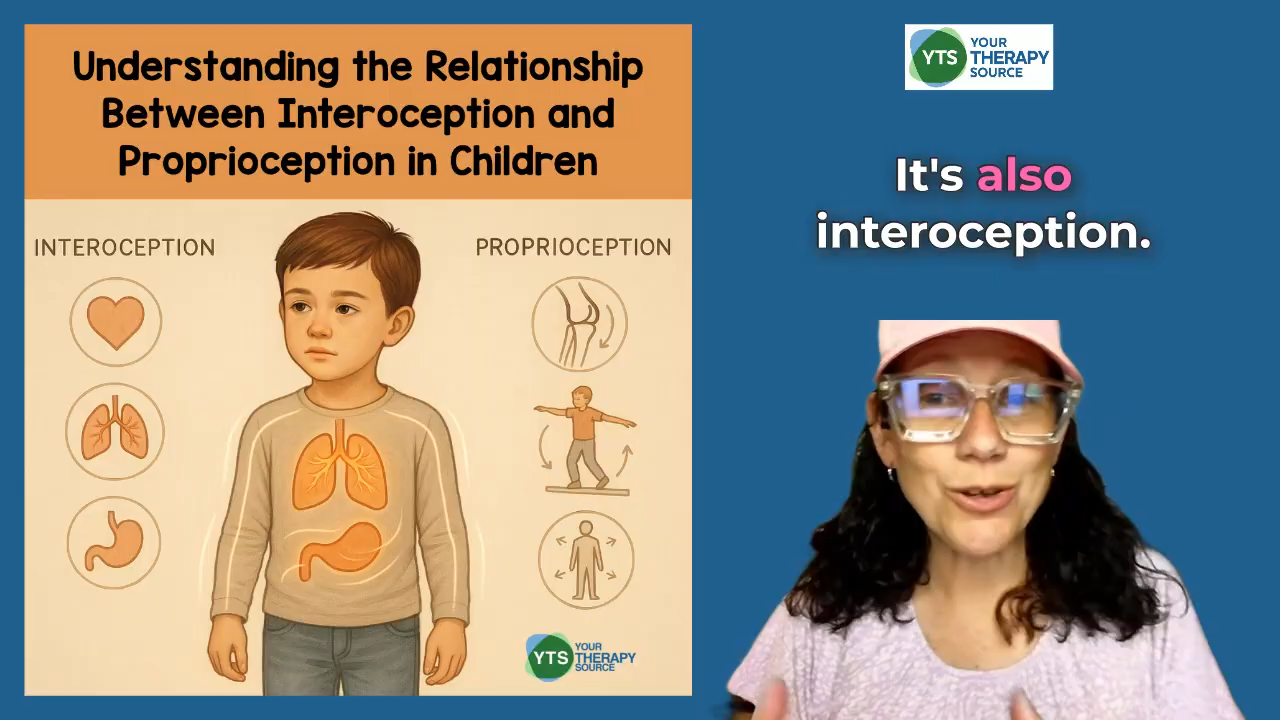 Understanding the Relationship
Between Interoception and
Proprioception in Children
INTEROCEPTION
PROPRIOCEPTION
YTS
YOUR
THERAPY
SOURCE
YTS
YOUR
THERAPY
SOURCE
It's also
interoception.